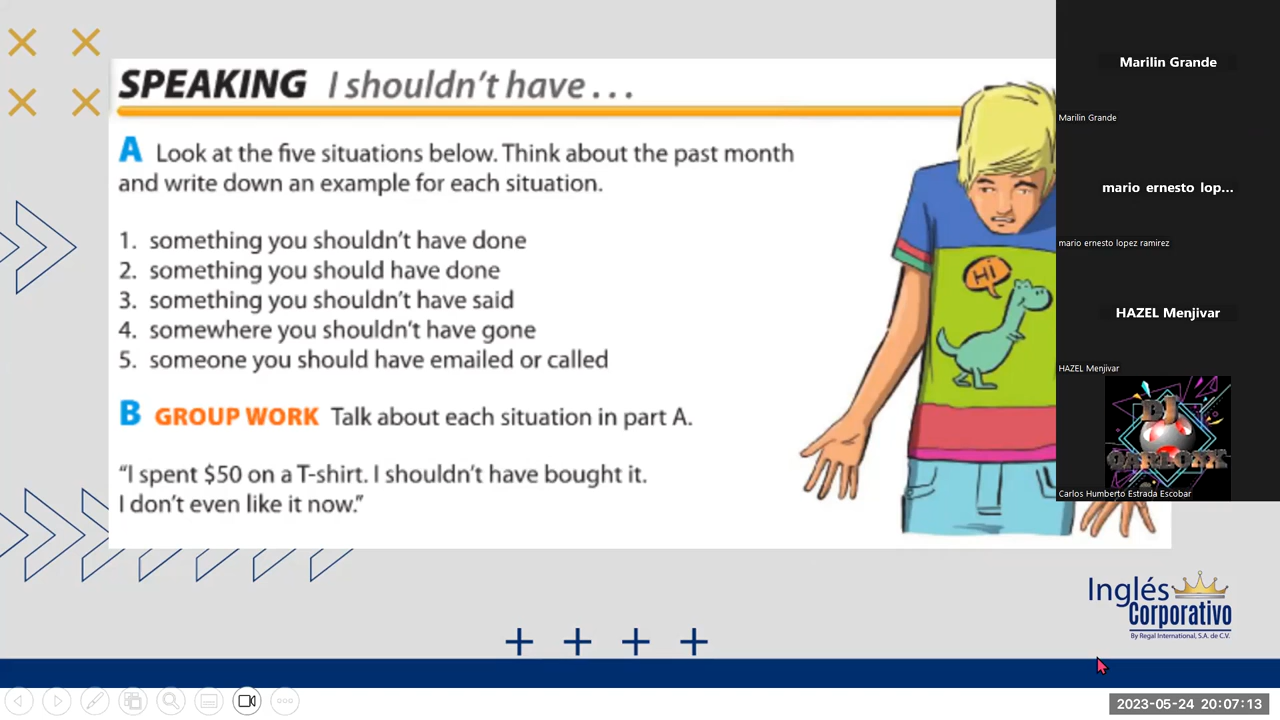 SPEAKING I shouldn't have . . .
A Look at the five situations below. Think about the past month
and write down an example for each situation.
1. something you shouldn't have done
2. something you should have done
3. something you shouldn't have said
4. somewhere you shouldn't have gone
5. someone you should have emailed or called
B GROUP WORK Talk about each situation in part A.
"I spent $50 on a T-shirt. I shouldn't have bought it.
I don't even like it now."
HI
Marilin Grande
Marilin Grande
mario ernesto lop...
mario ernesto lopez ramirez
HAZEL Menjivar
HAZEL Menjivar
DJ
QARLOXX
Carlos Humberto Estrada Escobar
Inglés
Corporativo
By Regal International, S.A. de C.V.
2023-05-24 20:07:13